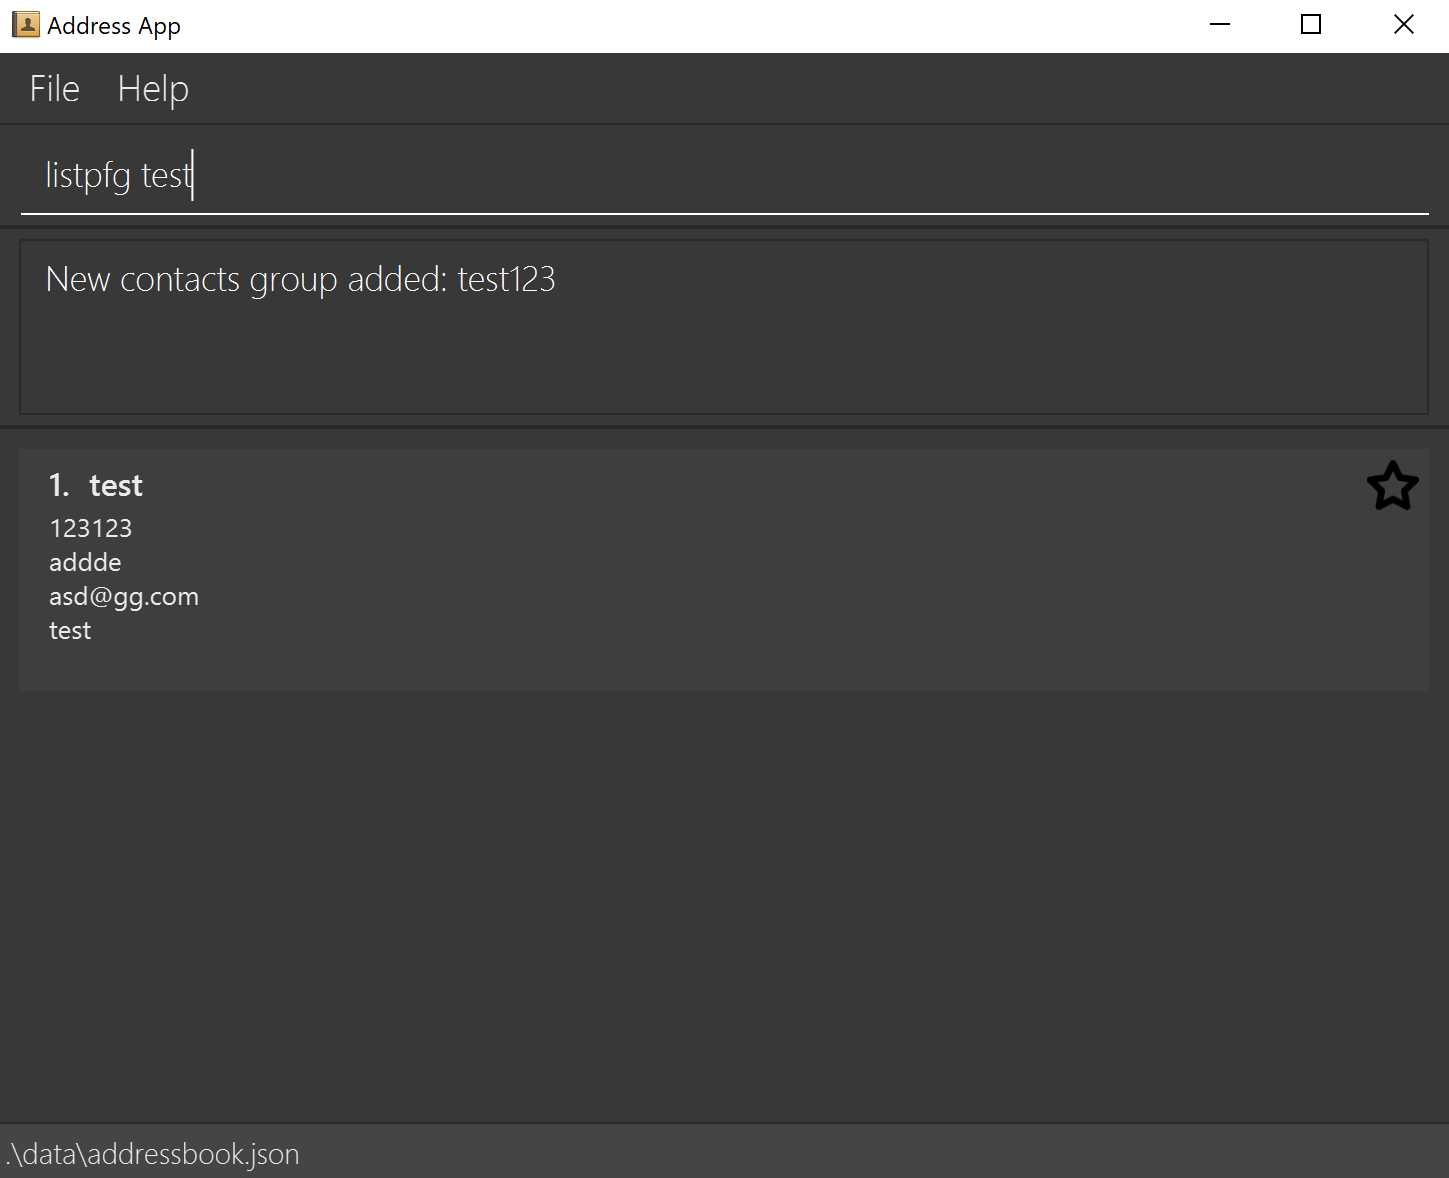 Address App
File Help
listpfg test
New contacts group added: test123
1. test
123123
addde
asd@gg.com
test
.\data\addressbook.json